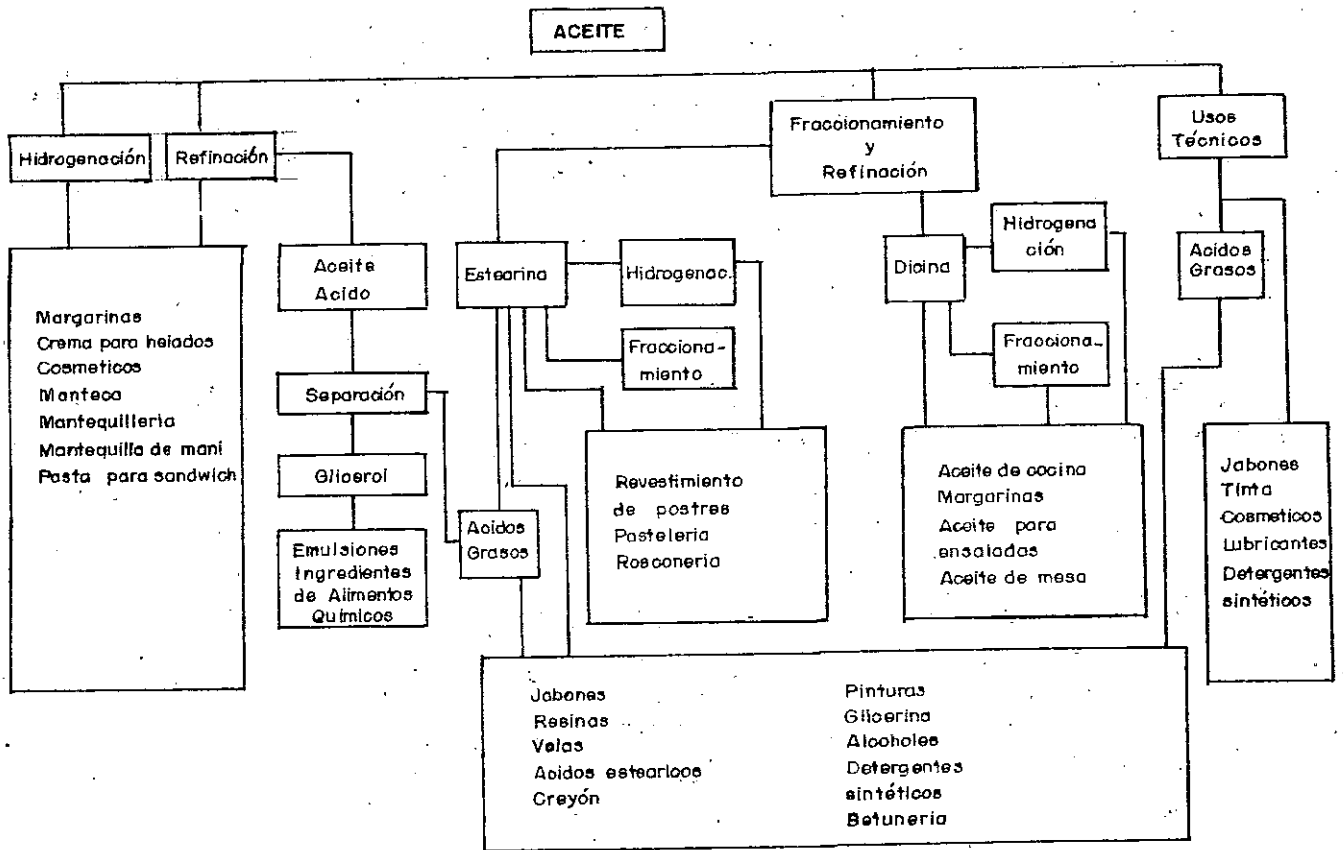 ACEITE
Hidrogenación
Refinación
Fraccionamiento
y
Refinación
Usos
Técnicos
Aceite
Acido
Estearina
Hidrogenac.
Dicina
Hidrogena
ción
Acidos
Grasos
Fracciona-
miento
Fracciona-
miento
Margarinas
Crema para helados
Cosmeticos
Manteca
Mantequilleria
Mantequilla de mani
Pasta para sandwich
Separación
Glicerol
Emulsiones
Ingredientes
de Alimentos
Químicos
Acidos
Grasos
Revestimiento
de postres
Pasteleria
Rosconeria
Aceite de cocina
Margarinas
Aceite para
ensaladas
Aceite de mesa
Jabones
Tinta
Cosmeticos
Lubricantes
Detergentes
sintéticos
Jabones
Resinas
Velas
Acidos estearicos
Creyón
Pinturas
Glicerina
Alcoholes
Detergentes
sintéticos
Betuneria